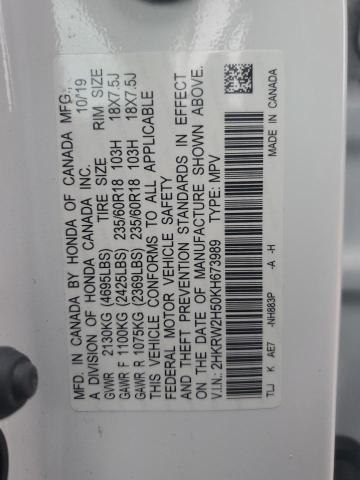 MFD. IN CANADA BY HONDA OF CANADA MFG.,
A DIVISION OF HONDA CANADA INC. 10/19
GVWR 2130KG (4695LBS) TIRE SIZE RIM SIZE
GAWR F 1100KG (2425LBS) 235/60R18 103H 18X7.5J
GAWR R 1075KG (2369LBS) 235/60R18 103H 18X7.5J
THIS VEHICLE CONFORMS TO ALL APPLICABLE
FEDERAL MOTOR VEHICLE SAFETY
AND THEFT PREVENTION STANDARDS IN EFFECT
ON THE DATE OF MANUFACTURE SHOWN ABOVE.
V.I.N.: 2HKRW2H50KH673989 TYPE: MPV
TLJ K AE7 -NH883P -A -H MADE IN CANADA